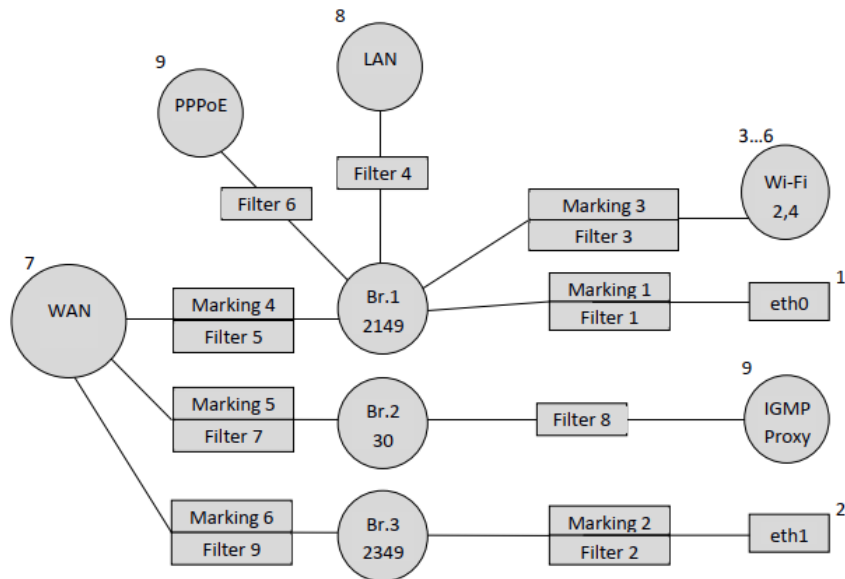 8
LAN
9
PPPoE
3...6
Wi-Fi
2,4
Filter 4
Filter 6
Marking 3
Filter 3
7
WAN
Marking 4
Filter 5
Br.1
2149
Marking 1
Filter 1
1
eth0
Marking 5
Filter 7
Br.2
30
Filter 8
9
IGMP
Proxy
Marking 6
Filter 9
Br.3
2349
Marking 2
Filter 2
2
eth1